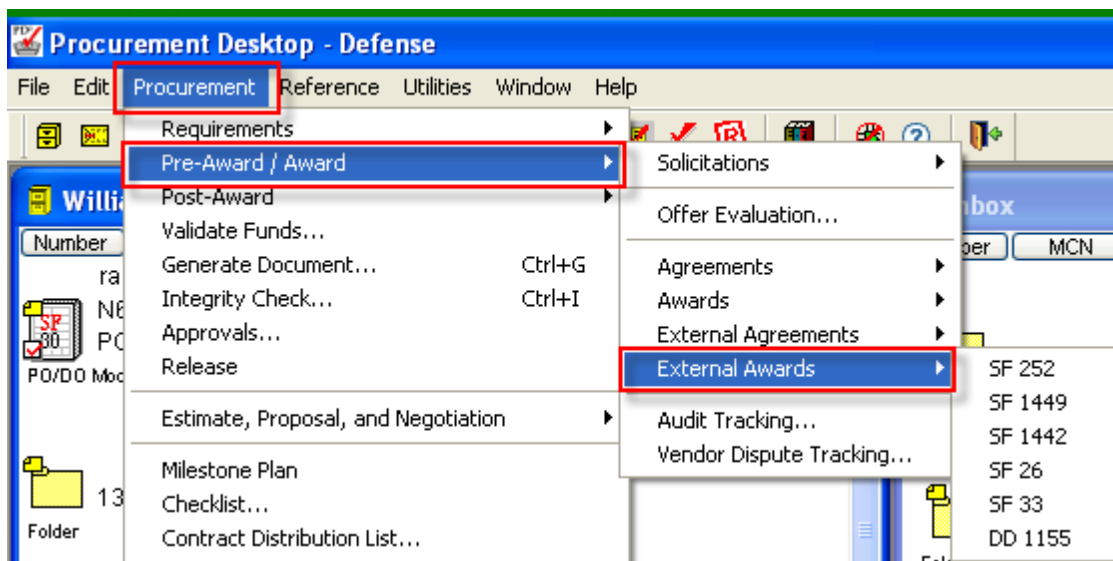 Procurement Desktop - Defense
File Edit Procurement Reference Utilities Window Help
Requirements
Pre-Award / Award
Post-Award
Validate Funds...
Generate Document... Ctrl+G
Integrity Check... Ctrl+I
Approvals...
Release
Estimate, Proposal, and Negotiation
Milestone Plan
Checklist...
Contract Distribution List...
Solicitations
Offer Evaluation...
Agreements
Awards
External Agreements
External Awards
Audit Tracking...
Vendor Dispute Tracking...
SF 252
SF 1449
SF 1442
SF 26
SF 33
DD 1155
Number
SF
30
PO/DO Mod
13
Folder
MCN